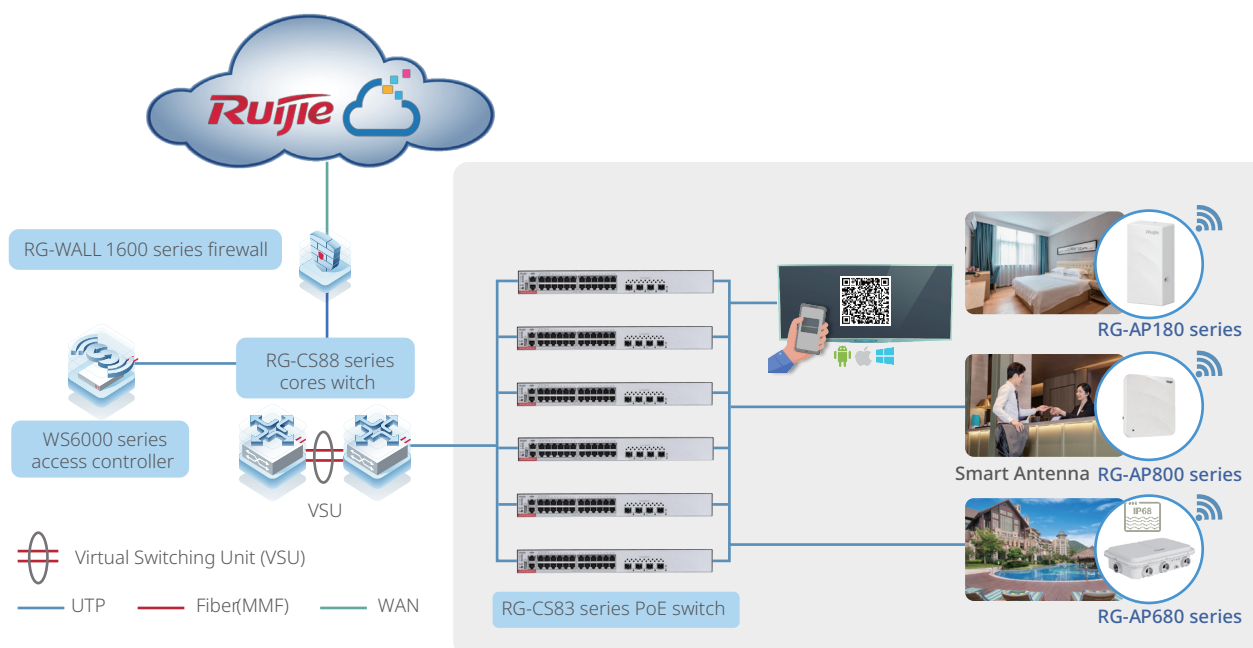 Ruijie
RG-WALL 1600 series firewall
RG-CS88 series
cores witch
WS6000 series
access controller
VSU
Virtual Switching Unit (VSU)
UTP
Fiber(MMF)
WAN
RG-CS83 series PoE switch
RG-AP180 series
Smart Antenna
RG-AP800 series
IP68
RG-AP680 series